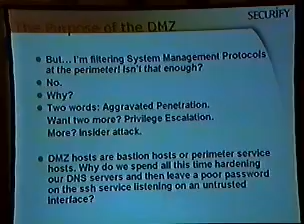 SECURIFY
The Purpose of the DMZ
But... I'm filtering System Management Protocols
at the perimeter! Isn't that enough?
No.
Why?
Two words: Aggravated Penetration.
Want two more? Privilege Escalation.
More? Insider attack.
DMZ hosts are bastion hosts or perimeter service
hosts. Why do we spend all this time hardening
our DNS servers and then leave a poor password
on the ssh service listening on an untrusted
interface?